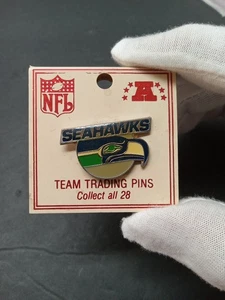 NFL
A
SEAHAWKS
TEAM TRADING PINS
Collect all 28